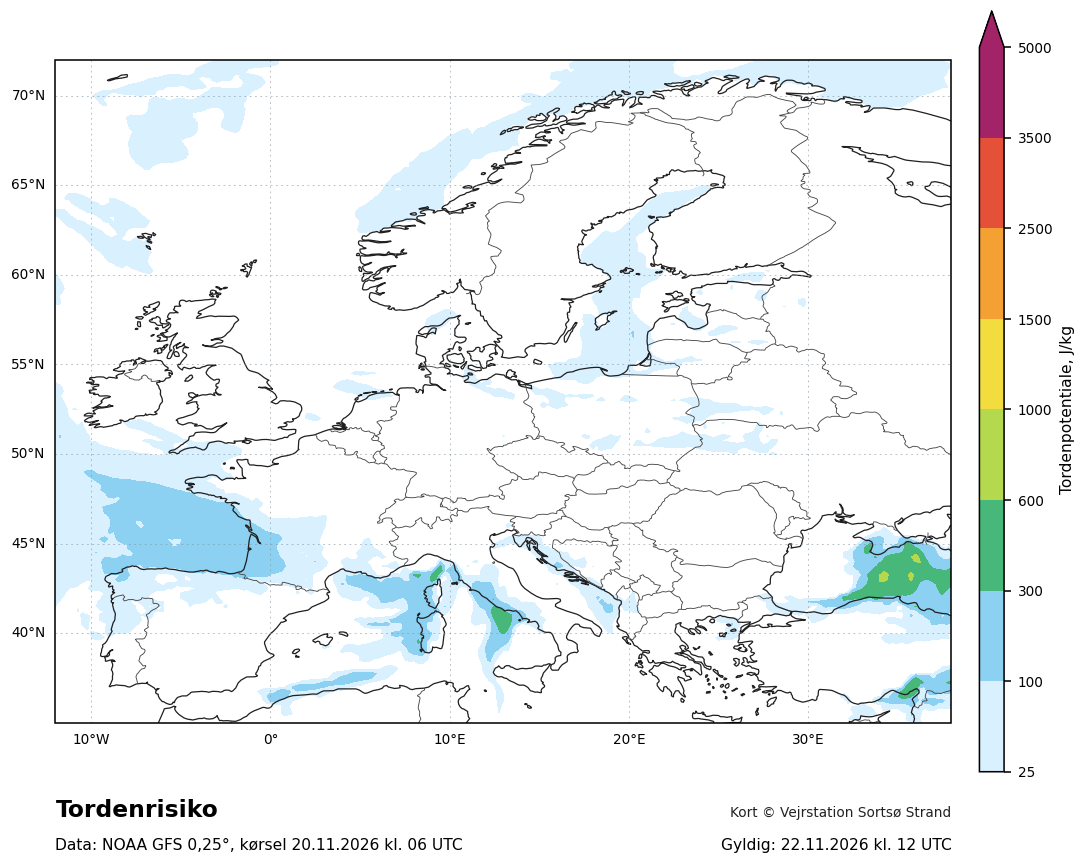 5000
3500
2500
1500
1000
600
300
100
25
Tordenpotentiale, J/kg
70°N
65°N
60°N
55°N
50°N
45°N
40°N
10°W
0°
10°E
20°E
30°E
Tordenrisiko
Kort © Vejrstation Sortsø Strand
Data: NOAA GFS 0,25°, kørsel 20.11.2026 kl. 06 UTC
Gyldig: 22.11.2026 kl. 12 UTC